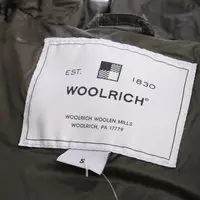 EST. 1830
WOOLRICH®
WOOLRICH WOOLEN MILLS
WOOLRICH, PA 17779
S